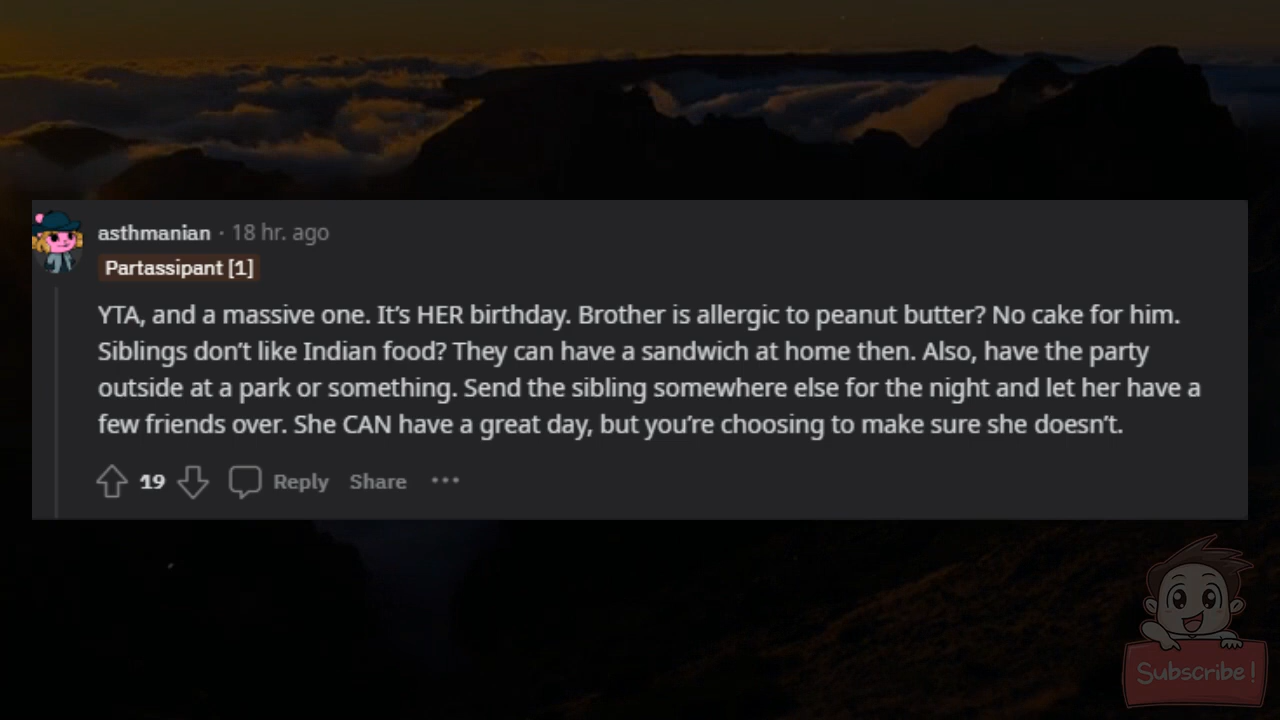 asthmanian · 18 hr. ago
Partassipant [1]
YTA, and a massive one. It’s HER birthday. Brother is allergic to peanut butter? No cake for him.
Siblings don’t like Indian food? They can have a sandwich at home then. Also, have the party
outside at a park or something. Send the sibling somewhere else for the night and let her have a
few friends over. She CAN have a great day, but you’re choosing to make sure she doesn’t.
19 Reply Share ···
Subscribe!